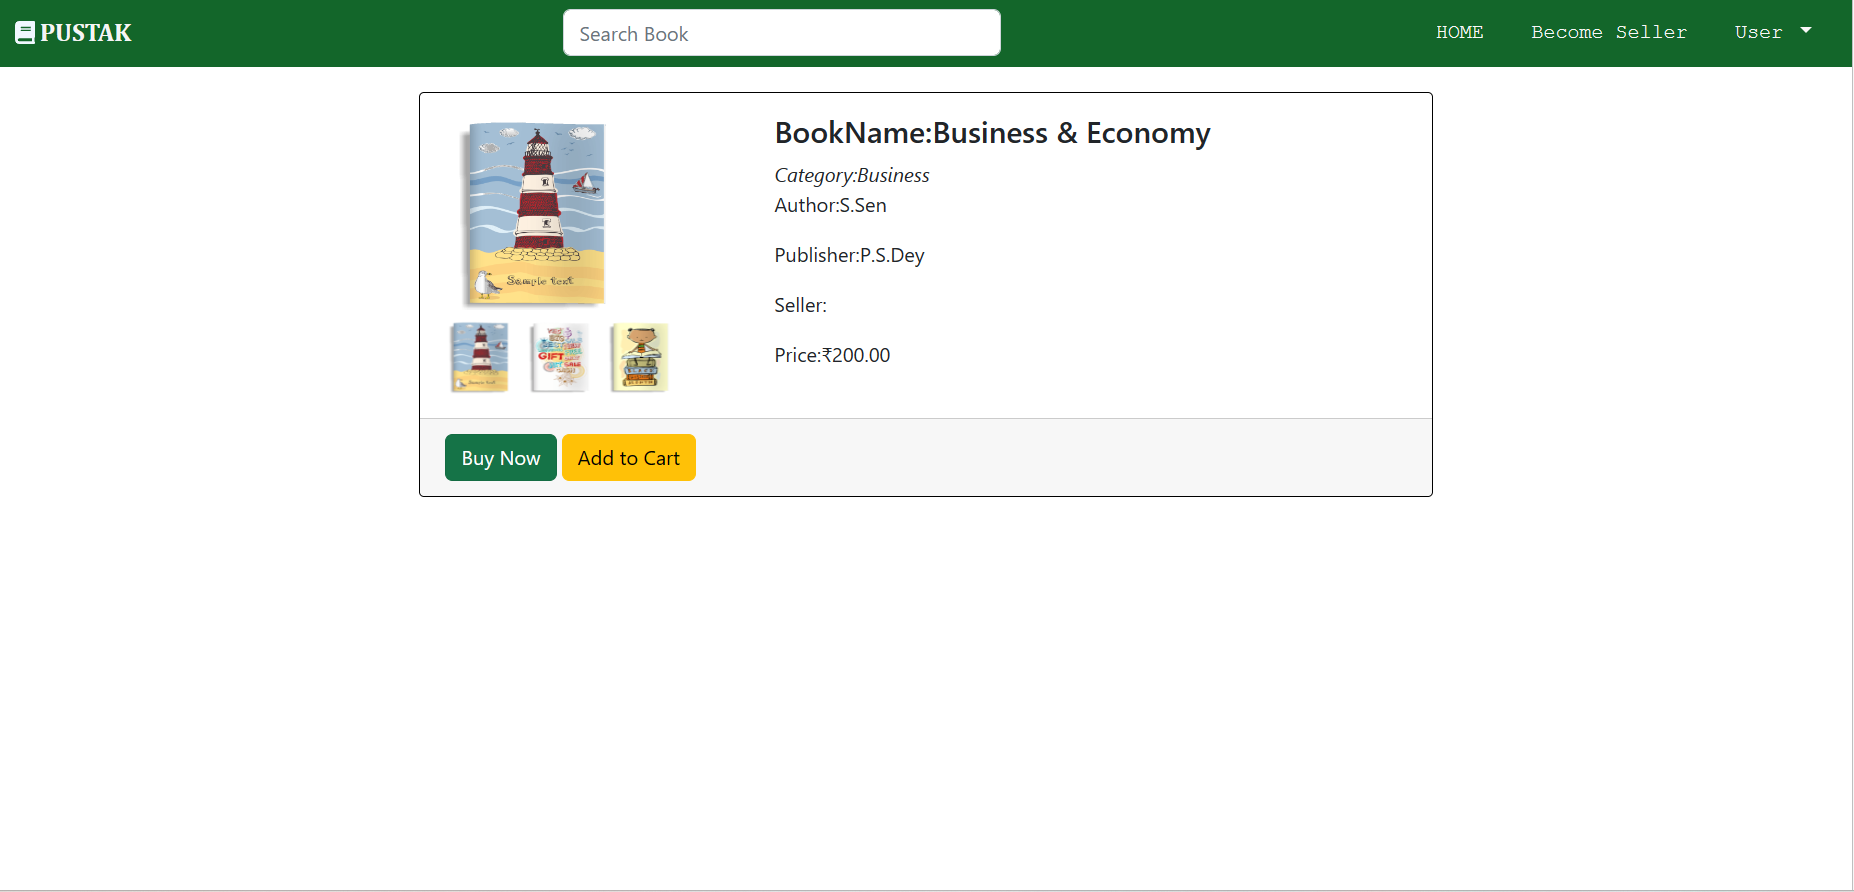 PUSTAK
Search Book
HOME
Become Seller
User
BookName:Business & Economy
Category:Business
Author:S.Sen
Publisher:P.S.Dey
Seller:
Price:₹200.00
Sample text
GIFT
Buy Now
Add to Cart